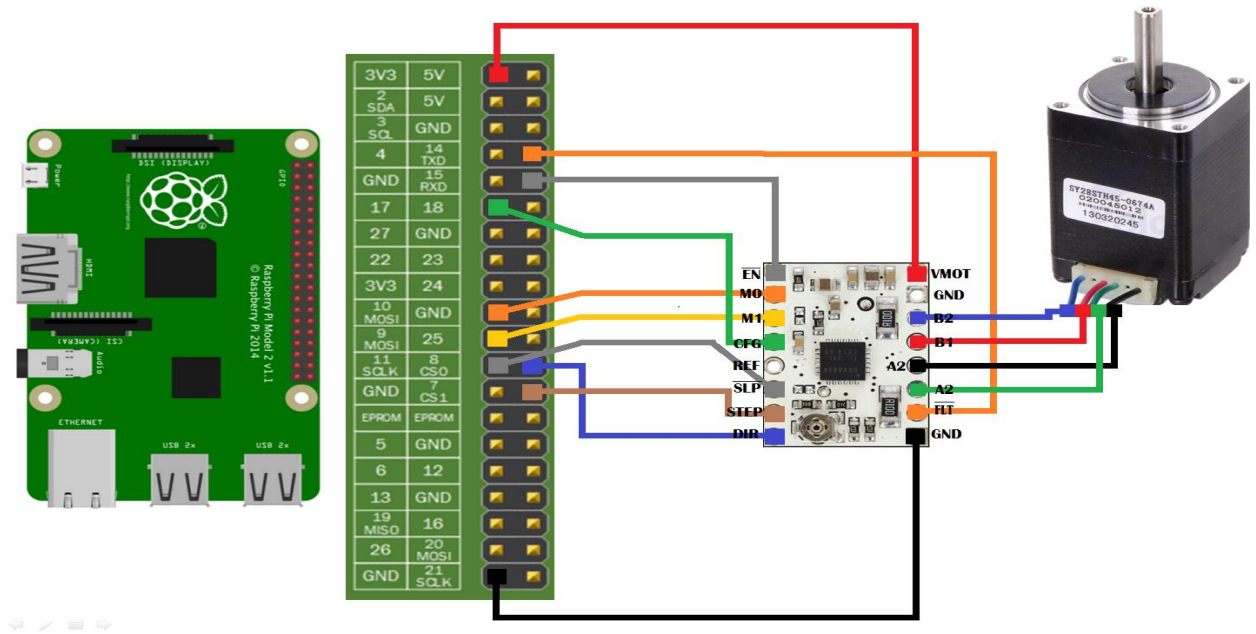 DSI (DISPLAY)
Power
GPIO
HDMI
Raspberry Pi Model 2 v1.1
© Raspberry Pi 2014
CSI (CAMERA)
Audio
ETHERNET
USB 2x
USB 2x
3V3 5V
2 SDA 5V
3 SCL GND
4 14 TXD
GND 15 RXD
17 18
27 GND
22 23
3V3 24
10 MOSI GND
9 MOSI 25
11 SCLK 8 CS0
GND 7 CS1
EPROM EPROM
5 GND
6 12
13 GND
19 MISO 16
26 20 MOSI
GND 21 SCLK
EN
M0
M1
CFG
REF
SLP
STEP
DIR
R100
R100
VMOT
GND
B2
B1
A2
A2
FLT
GND
SY28STH45-0674A
020048012
130320245